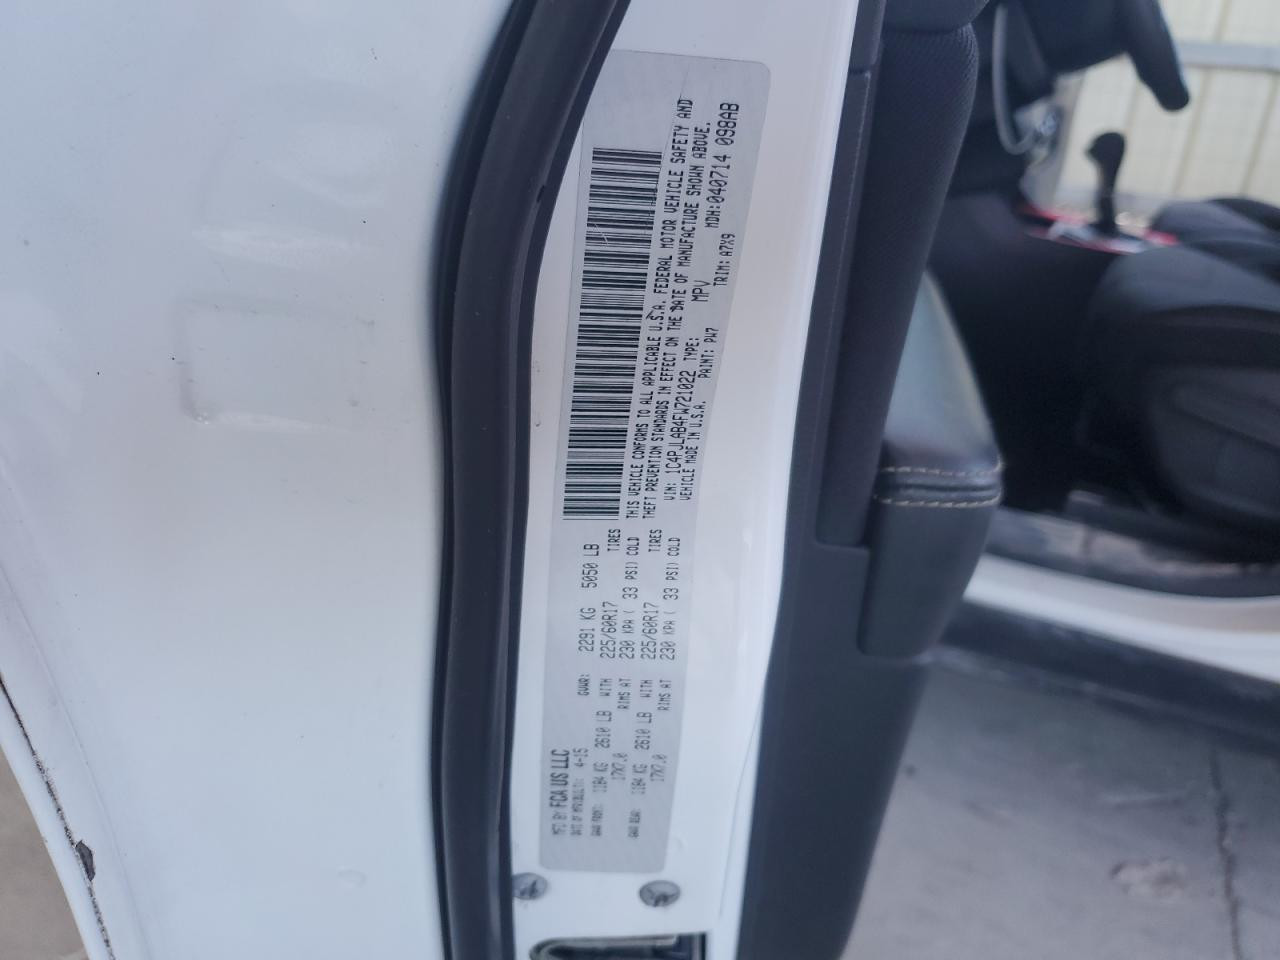 MFD BY FCA US LLC
DATE OF MFR(BUILT): 4-15 GVWR: 2291 KG 5050 LB
GAWR FRONT: 1184 KG 2610 LB WITH 225/60R17 TIRES
17X7.0 RIMS AT 230 KPA ( 33 PSI) COLD
GAWR REAR: 1184 KG 2610 LB WITH 225/60R17 TIRES
17X7.0 RIMS AT 230 KPA ( 33 PSI) COLD
THIS VEHICLE CONFORMS TO ALL APPLICABLE U.S.A. FEDERAL MOTOR VEHICLE SAFETY AND
THEFT PREVENTION STANDARDS IN EFFECT ON THE DATE OF MANUFACTURE SHOWN ABOVE.
VIN: 1C4PJLAB4FW721022 TYPE: MPV MDH:040714 098AB
VEHICLE MADE IN U.S.A. PAINT: PW7 TRIM: A7X9